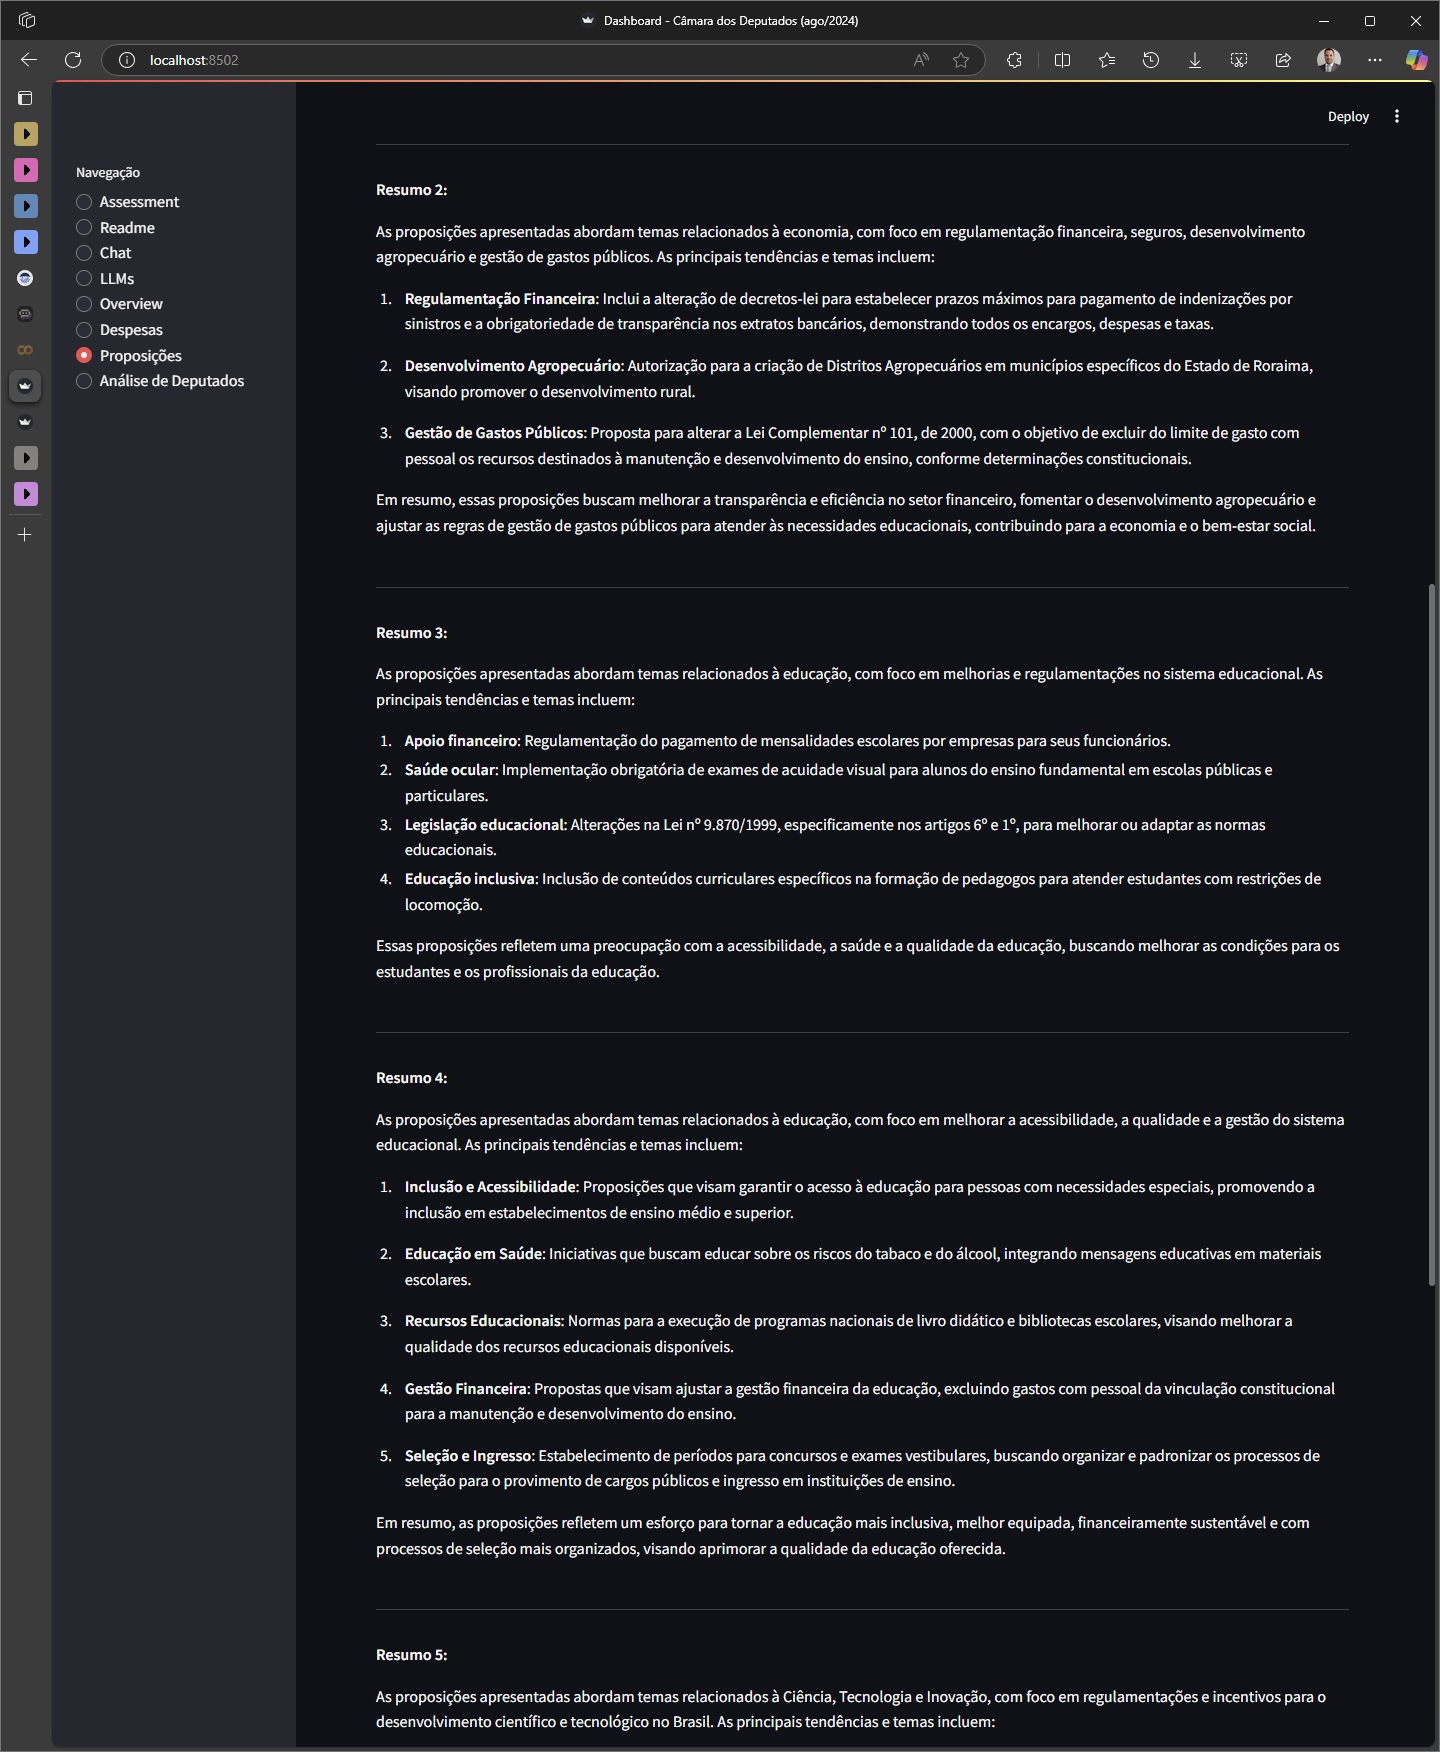 Dashboard - Câmara dos Deputados (ago/2024)
localhost:8502
Deploy
Navegação
Assessment
Readme
Chat
LLMs
Overview
Despesas
Proposições
Análise de Deputados
Resumo 2:
As proposições apresentadas abordam temas relacionados à economia, com foco em regulamentação financeira, seguros, desenvolvimento
agropecuário e gestão de gastos públicos. As principais tendências e temas incluem:
1. Regulamentação Financeira: Inclui a alteração de decretos-lei para estabelecer prazos máximos para pagamento de indenizações por
sinistros e a obrigatoriedade de transparência nos extratos bancários, demonstrando todos os encargos, despesas e taxas.
2. Desenvolvimento Agropecuário: Autorização para a criação de Distritos Agropecuários em municípios específicos do Estado de Roraima,
visando promover o desenvolvimento rural.
3. Gestão de Gastos Públicos: Proposta para alterar a Lei Complementar nº 101, de 2000, com o objetivo de excluir do limite de gasto com
pessoal os recursos destinados à manutenção e desenvolvimento do ensino, conforme determinações constitucionais.
Em resumo, essas proposições buscam melhorar a transparência e eficiência no setor financeiro, fomentar o desenvolvimento agropecuário e
ajustar as regras de gestão de gastos públicos para atender às necessidades educacionais, contribuindo para a economia e o bem-estar social.
Resumo 3:
As proposições apresentadas abordam temas relacionados à educação, com foco em melhorias e regulamentações no sistema educacional. As
principais tendências e temas incluem:
1. Apoio financeiro: Regulamentação do pagamento de mensalidades escolares por empresas para seus funcionários.
2. Saúde ocular: Implementação obrigatória de exames de acuidade visual para alunos do ensino fundamental em escolas públicas e
particulares.
3. Legislação educacional: Alterações na Lei nº 9.870/1999, especificamente nos artigos 6º e 1º, para melhorar ou adaptar as normas
educacionais.
4. Educação inclusiva: Inclusão de conteúdos curriculares específicos na formação de pedagogos para atender estudantes com restrições de
locomoção.
Essas proposições refletem uma preocupação com a acessibilidade, a saúde e a qualidade da educação, buscando melhorar as condições para os
estudantes e os profissionais da educação.
Resumo 4:
As proposições apresentadas abordam temas relacionados à educação, com foco em melhorar a acessibilidade, a qualidade e a gestão do sistema
educacional. As principais tendências e temas incluem:
1. Inclusão e Acessibilidade: Proposições que visam garantir o acesso à educação para pessoas com necessidades especiais, promovendo a
inclusão em estabelecimentos de ensino médio e superior.
2. Educação em Saúde: Iniciativas que buscam educar sobre os riscos do tabaco e do álcool, integrando mensagens educativas em materiais
escolares.
3. Recursos Educacionais: Normas para a execução de programas nacionais de livro didático e bibliotecas escolares, visando melhorar a
qualidade dos recursos educacionais disponíveis.
4. Gestão Financeira: Propostas que visam ajustar a gestão financeira da educação, excluindo gastos com pessoal da vinculação constitucional
para a manutenção e desenvolvimento do ensino.
5. Seleção e Ingresso: Estabelecimento de períodos para concursos e exames vestibulares, buscando organizar e padronizar os processos de
seleção para o provimento de cargos públicos e ingresso em instituições de ensino.
Em resumo, as proposições refletem um esforço para tornar a educação mais inclusiva, melhor equipada, financeiramente sustentável e com
processos de seleção mais organizados, visando aprimorar a qualidade da educação oferecida.
Resumo 5:
As proposições apresentadas abordam temas relacionados à Ciência, Tecnologia e Inovação, com foco em regulamentações e incentivos para o
desenvolvimento científico e tecnológico no Brasil. As principais tendências e temas incluem: